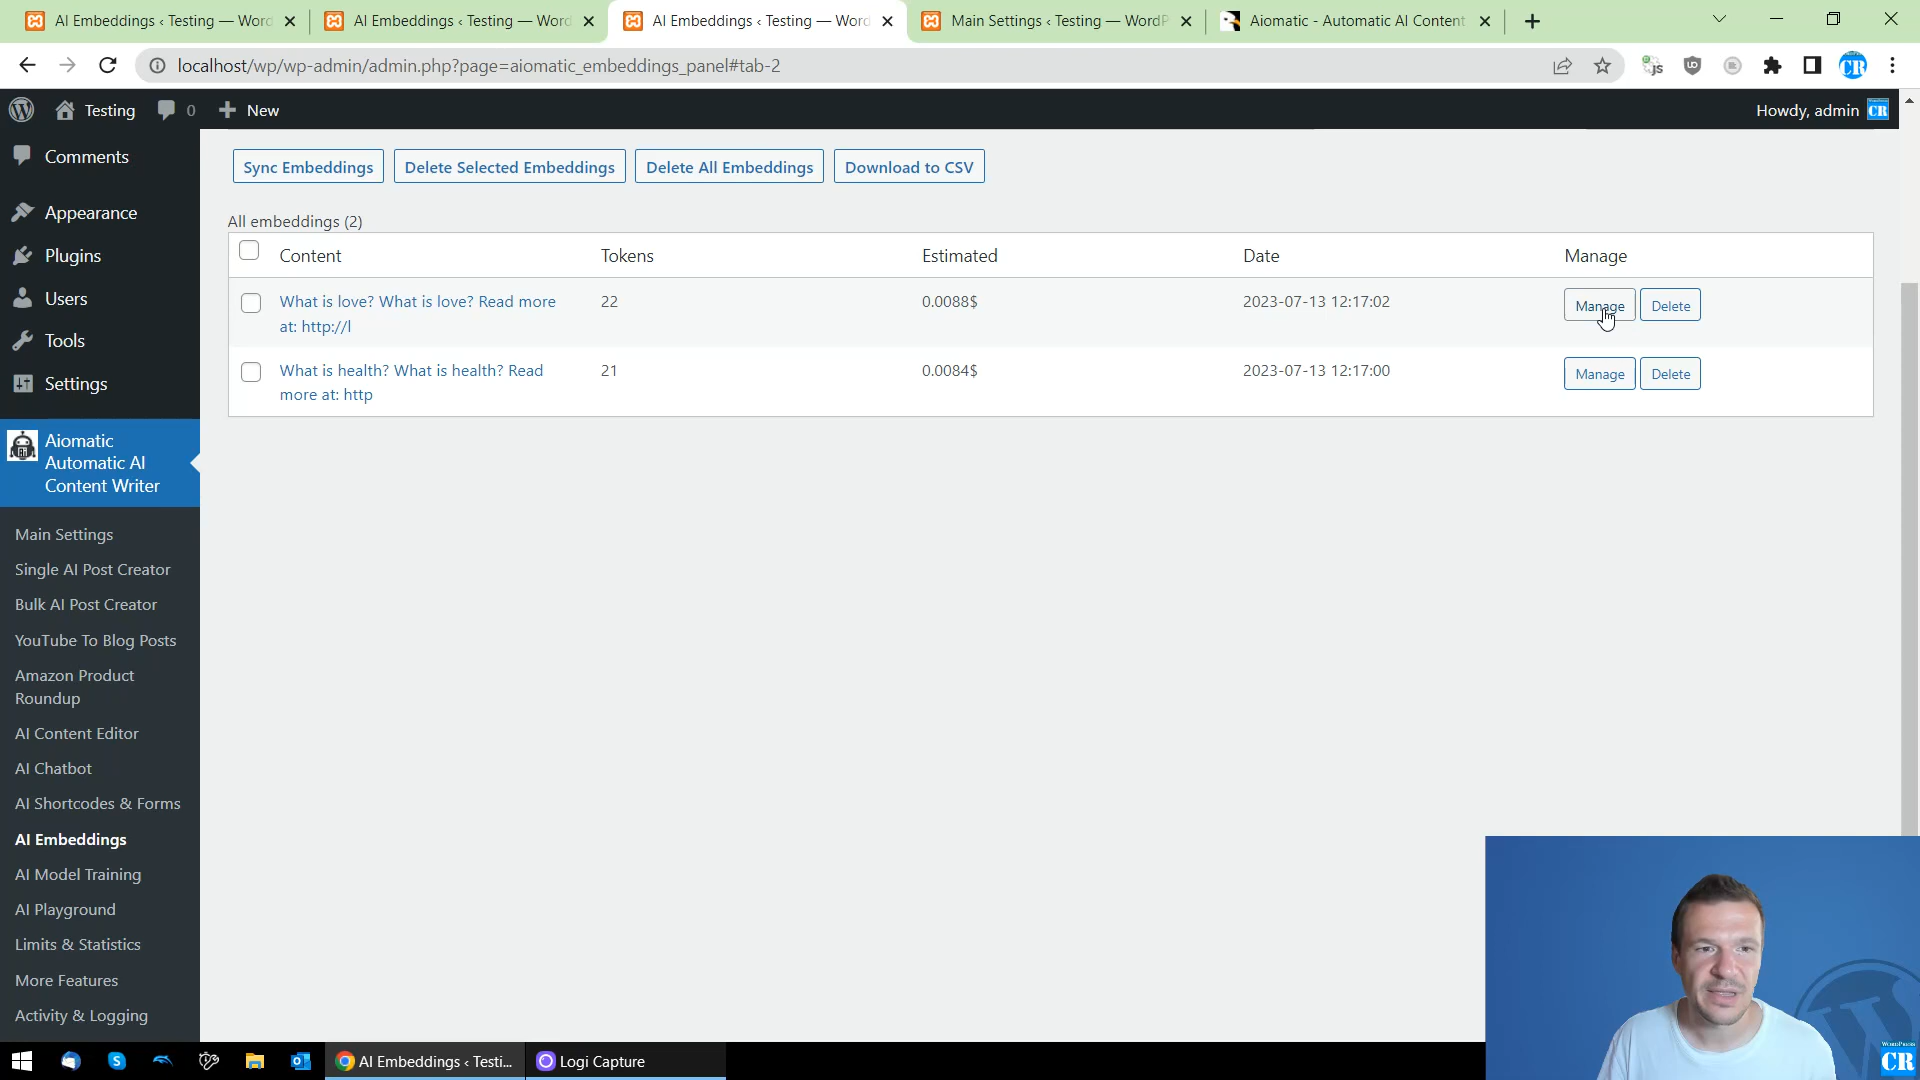 AI Embeddings ‹ Testing — Word
AI Embeddings ‹ Testing — Word
AI Embeddings ‹ Testing — Word
Main Settings ‹ Testing — WordP
Aiomatic - Automatic AI Content
localhost/wp/wp-admin/admin.php?page=aiomatic_embeddings_panel#tab-2
Testing
0
New
Howdy, admin
CR
Comments
Appearance
Plugins
Users
Tools
Settings
Aiomatic
Automatic AI
Content Writer
Main Settings
Single AI Post Creator
Bulk AI Post Creator
YouTube To Blog Posts
Amazon Product
Roundup
AI Content Editor
AI Chatbot
AI Shortcodes & Forms
AI Embeddings
AI Model Training
AI Playground
Limits & Statistics
More Features
Activity & Logging
Sync Embeddings
Delete Selected Embeddings
Delete All Embeddings
Download to CSV
All embeddings (2)
Content Tokens Estimated Date Manage
What is love? What is love? Read more
at: http://l
22 0.0088$ 2023-07-13 12:17:02 Manage Delete
What is health? What is health? Read
more at: http
21 0.0084$ 2023-07-13 12:17:00 Manage Delete
AI Embeddings ‹ Testi...
Logi Capture
WORDPRESS
CR